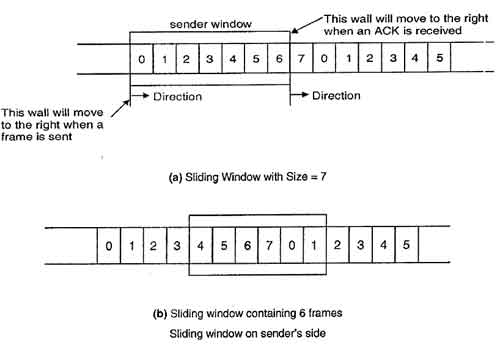 sender window
This wall will move to the right
when an ACK is received
0 1 2 3 4 5 6 7 0 1 2 3 4 5
Direction
Direction
This wall will move
to the right when a
frame is sent
(a) Sliding Window with Size = 7
0 1 2 3 4 5 6 7 0 1 2 3 4 5
(b) Sliding window containing 6 frames
Sliding window on sender's side